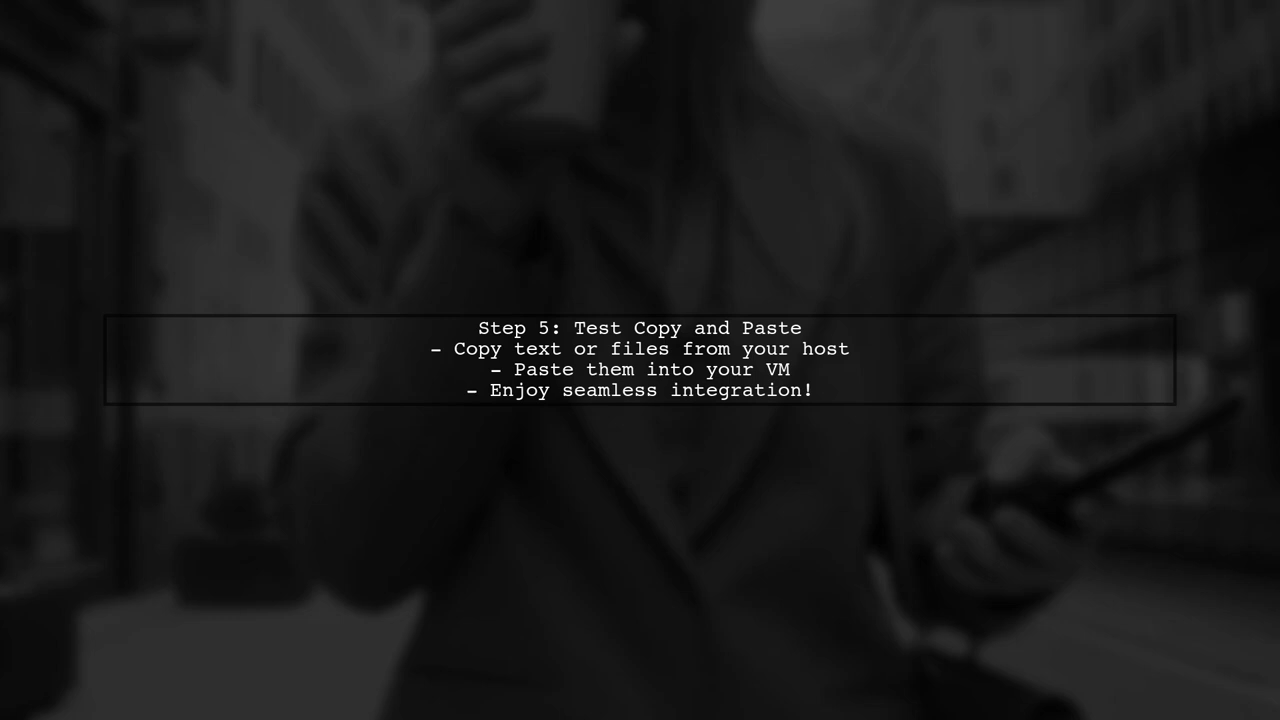 Step 5: Test Copy and Paste
- Copy text or files from your host
- Paste them into your VM
- Enjoy seamless integration!